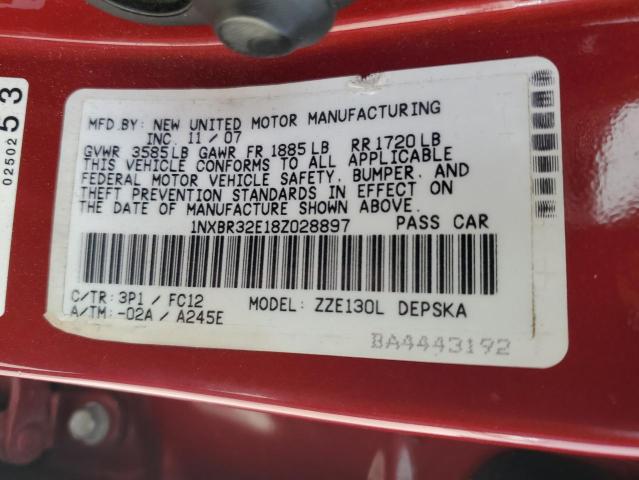 MFD.BY: NEW UNITED MOTOR MANUFACTURING
INC. 11/07
GVWR 3585LB GAWR FR 1885LB RR1720LB
THIS VEHICLE CONFORMS TO ALL APPLICABLE
FEDERAL MOTOR VEHICLE SAFETY, BUMPER, AND
THEFT PREVENTION STANDARDS IN EFFECT ON
THE DATE OF MANUFACTURE SHOWN ABOVE.
1NXBR32E18Z028897 PASS CAR
C/TR: 3P1 / FC12 MODEL: ZZE130L DEPSKA
A/TM: -02A / A245E
BA4443192
02502
53